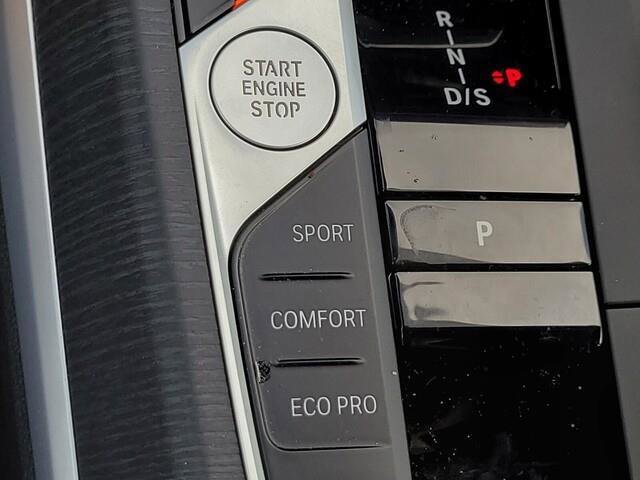 START
ENGINE
STOP
R
N
D/S
P
SPORT
P
COMFORT
ECO PRO